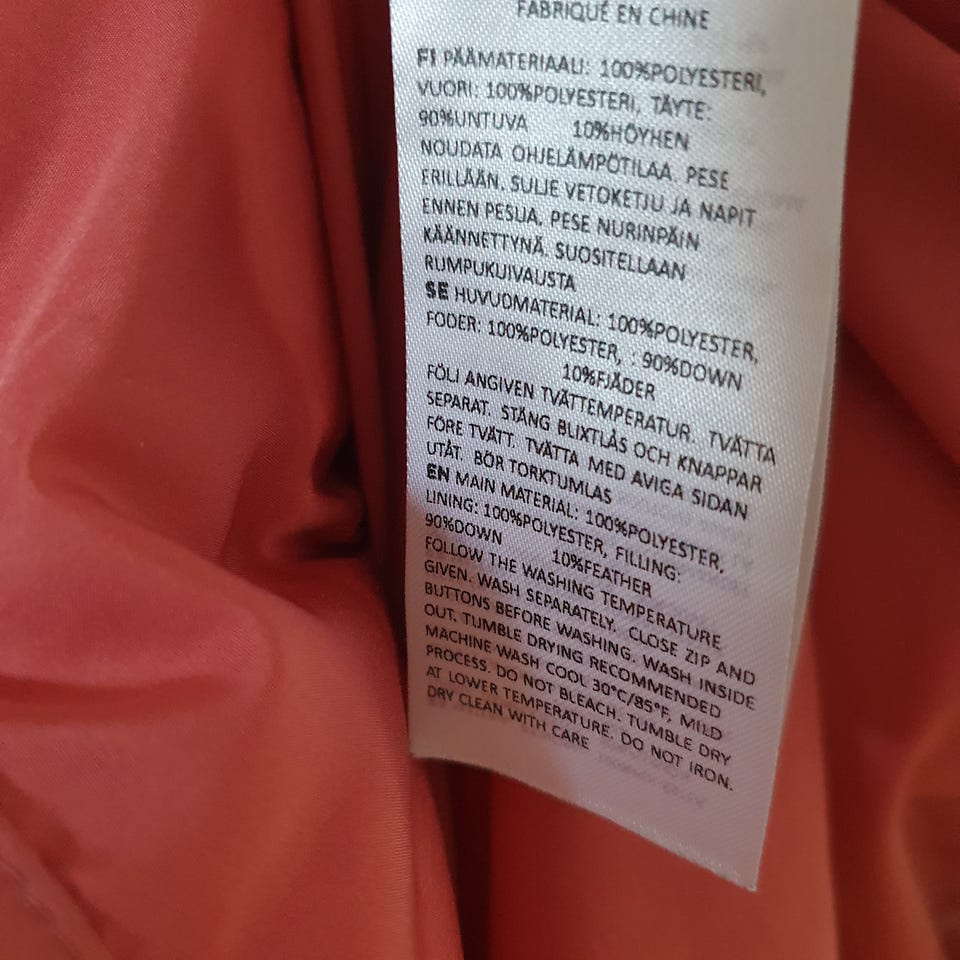 FABRIQUÉ EN CHINE
FI PÄÄMATERIAALI: 100%POLYESTERI,
VUORI: 100%POLYESTERI, TÄYTE:
90%UNTUVA 10%HÖYHEN
NOUDATA OHJELÄMPÖTILAA. PESE
ERILLÄÄN. SULJE VETOKETJU JA NAPIT
ENNEN PESUA. PESE NURINPÄIN
KÄÄNNETTYNÄ. SUOSITELLAAN
RUMPUKUIVAUSTA
SE HUVUDMATERIAL: 100%POLYESTER,
FODER: 100%POLYESTER, : 90%DOWN
10%FJÄDER
FÖLJ ANGIVEN TVÄTTEMPERATUR. TVÄTTA
SEPARAT. STÄNG BLIXTLÅS OCH KNAPPAR
FÖRE TVÄTT. TVÄTTA MED AVIGA SIDAN
UTÅT. BÖR TORKTUMLAS
EN MAIN MATERIAL: 100%POLYESTER,
LINING: 100%POLYESTER, FILLING:
90%DOWN 10%FEATHER
FOLLOW THE WASHING TEMPERATURE
GIVEN. WASH SEPARATELY. CLOSE ZIP AND
BUTTONS BEFORE WASHING. WASH INSIDE
OUT. TUMBLE DRYING RECOMMENDED
MACHINE WASH COOL 30°C/85°F, MILD
PROCESS. DO NOT BLEACH. TUMBLE DRY
AT LOWER TEMPERATURE. DO NOT IRON.
DRY CLEAN WITH CARE